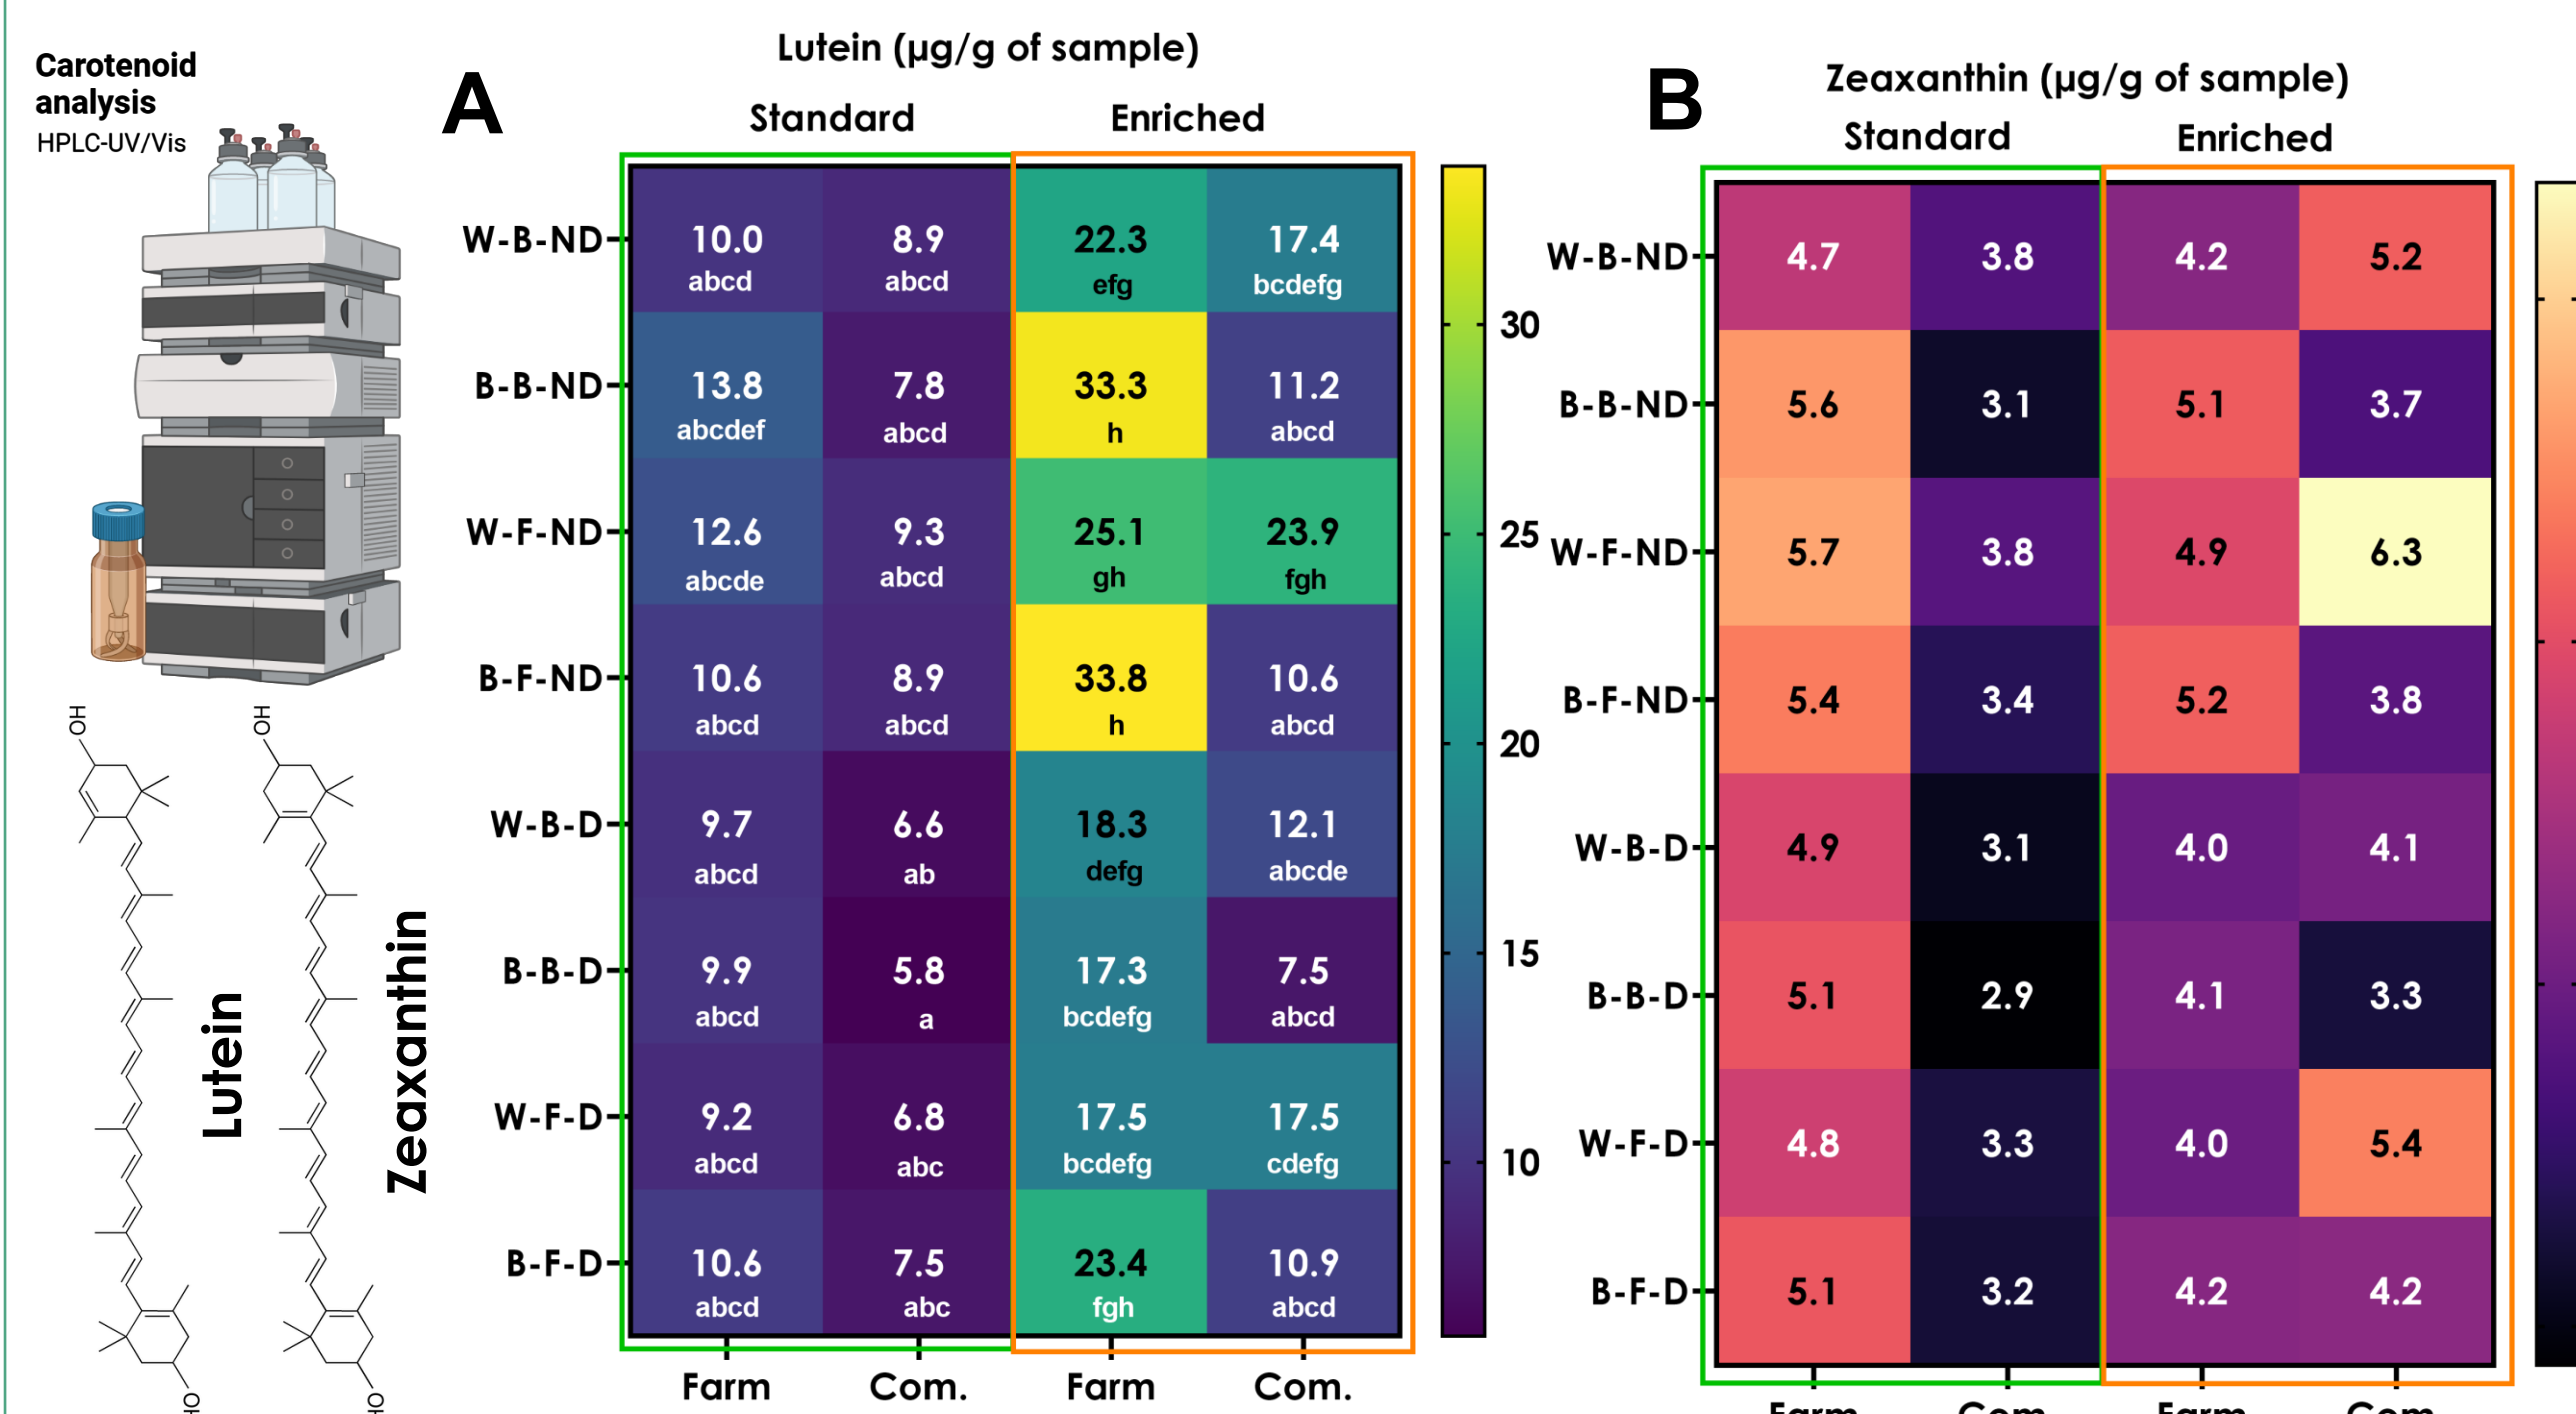 Carotenoid
analysis
HPLC-UV/Vis
HO
HO
Lutein
Zeaxanthin
HO
HO
A
Lutein (µg/g of sample)
Standard Enriched
W-B-ND 10.0 8.9 22.3 17.4
abcd abcd efg bcdefg
B-B-ND 13.8 7.8 33.3 11.2
abcdef abcd h abcd
W-F-ND 12.6 9.3 25.1 23.9
abcde abcd gh fgh
B-F-ND 10.6 8.9 33.8 10.6
abcd abcd h abcd
W-B-D 9.7 6.6 18.3 12.1
abcd ab defg abcde
B-B-D 9.9 5.8 17.3 7.5
abcd a bcdefg abcd
W-F-D 9.2 6.8 17.5 17.5
abcd abc bcdefg cdefg
B-F-D 10.6 7.5 23.4 10.9
abcd abc fgh abcd
Farm Com. Farm Com.
30
25
20
15
10
B
Zeaxanthin (µg/g of sample)
Standard Enriched
W-B-ND 4.7 3.8 4.2 5.2
B-B-ND 5.6 3.1 5.1 3.7
W-F-ND 5.7 3.8 4.9 6.3
B-F-ND 5.4 3.4 5.2 3.8
W-B-D 4.9 3.1 4.0 4.1
B-B-D 5.1 2.9 4.1 3.3
W-F-D 4.8 3.3 4.0 5.4
B-F-D 5.1 3.2 4.2 4.2
Farm Com Farm Com